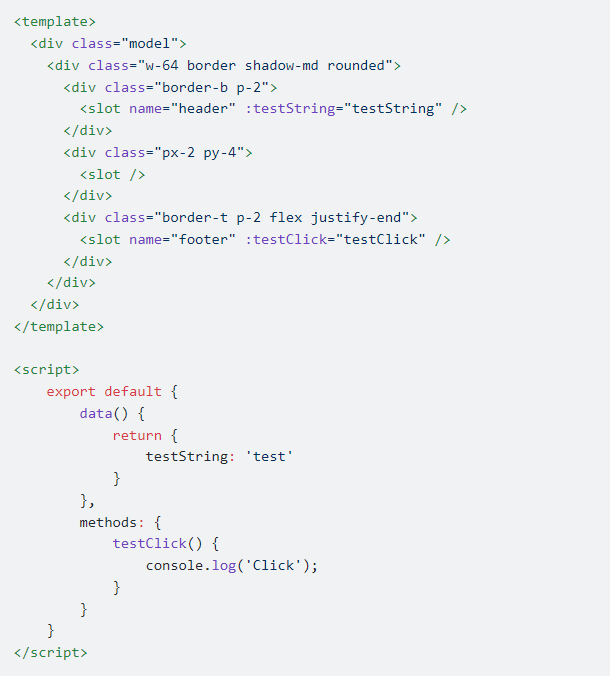 <template>
  <div class="model">
    <div class="w-64 border shadow-md rounded">
      <div class="border-b p-2">
        <slot name="header" :testString="testString" />
      </div>
      <div class="px-2 py-4">
        <slot />
      </div>
      <div class="border-t p-2 flex justify-end">
        <slot name="footer" :testClick="testClick" />
      </div>
    </div>
  </div>
</template>

<script>
    export default {
        data() {
            return {
                testString: 'test'
            }
        },
        methods: {
            testClick() {
                console.log('Click');
            }
        }
    }
</script>